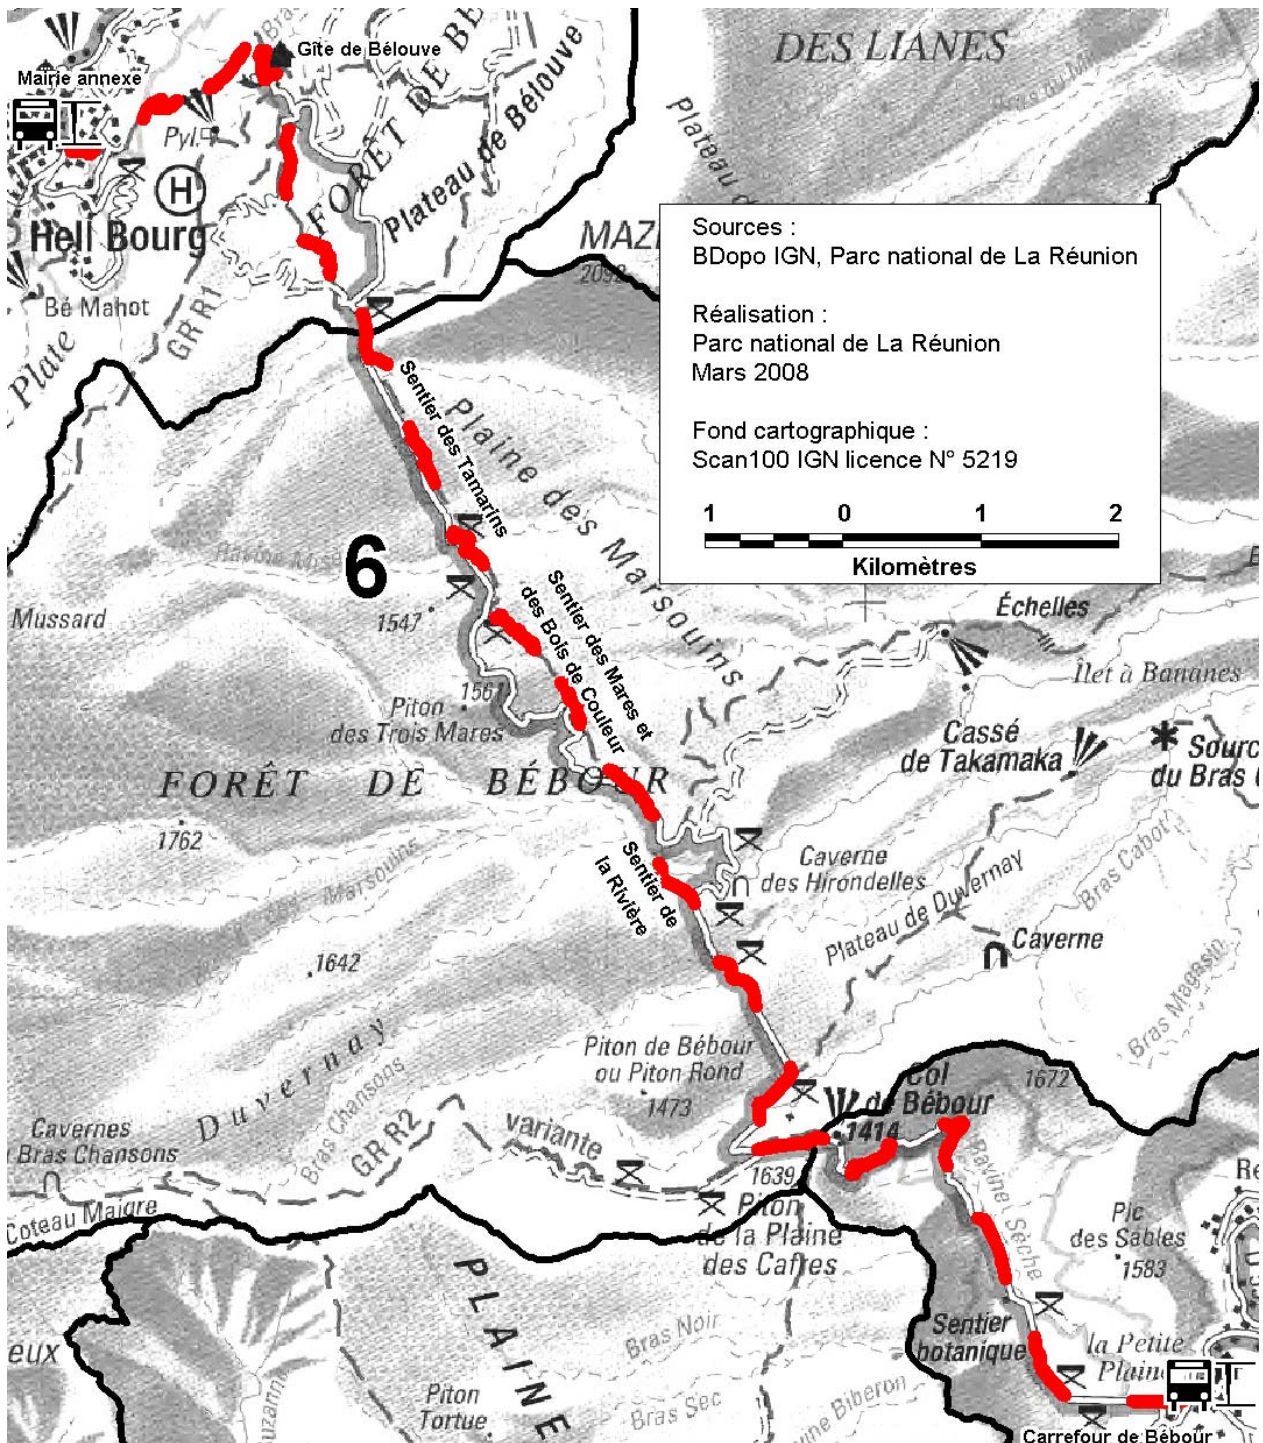 DES LIANES
Gîte de Bélouve
Mairie annexe
Pyl.
H
Hell Bourg
FORÊT DE BÉ
Plateau de Bélouve
Plateau d
Bé Mahot
GR R1
Plate
MAZ
2092
Sources :
BDopo IGN, Parc national de La Réunion
Réalisation :
Parc national de La Réunion
Mars 2008
Fond cartographique :
Scan100 IGN licence N° 5219
1 0 1 2
Kilomètres
Sentier des Tamarins
Plaine des Marsouins
6
Mussard
1547
Sentier des Mares et
des Bois de Couleur
Échelles
Îlet à Bananes
1561
Piton
des Trois Mares
Cassé
de Takamaka
Sourc
du Bras
FORÊT DE BÉBOUR
1762
Marsouins
Sentier de
la Rivière
Caverne
des Hirondelles
Plateau de Duvernay
Bras Cabot
Caverne
Bras Magasin
1642
Duvernay
Bras Chansons
Piton de Bébour
ou Piton Rond
1473
Col
de Bébour
1414
1672
Cavernes
Bras Chansons
GR R2
variante
Coteau Maigre
1639
Piton
de la Plaine
des Cafres
Ravine Sèche
Pic
des Sables
1583
Re
PLAINE
Bras Noir
Sentier
botanique
la Petite
Plaine
eux
Piton
Tortue
Bras Sec
Biberon
Carrefour de Bébour